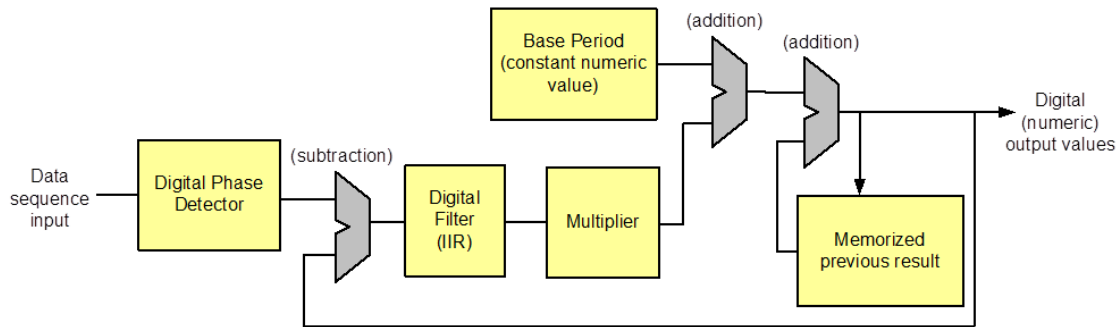 (addition)
Base Period
(constant numeric
value)
(addition)
Digital
(numeric)
output values
(subtraction)
Data
sequence
input
Digital Phase
Detector
Digital
Filter
(IIR)
Multiplier
Memorized
previous result